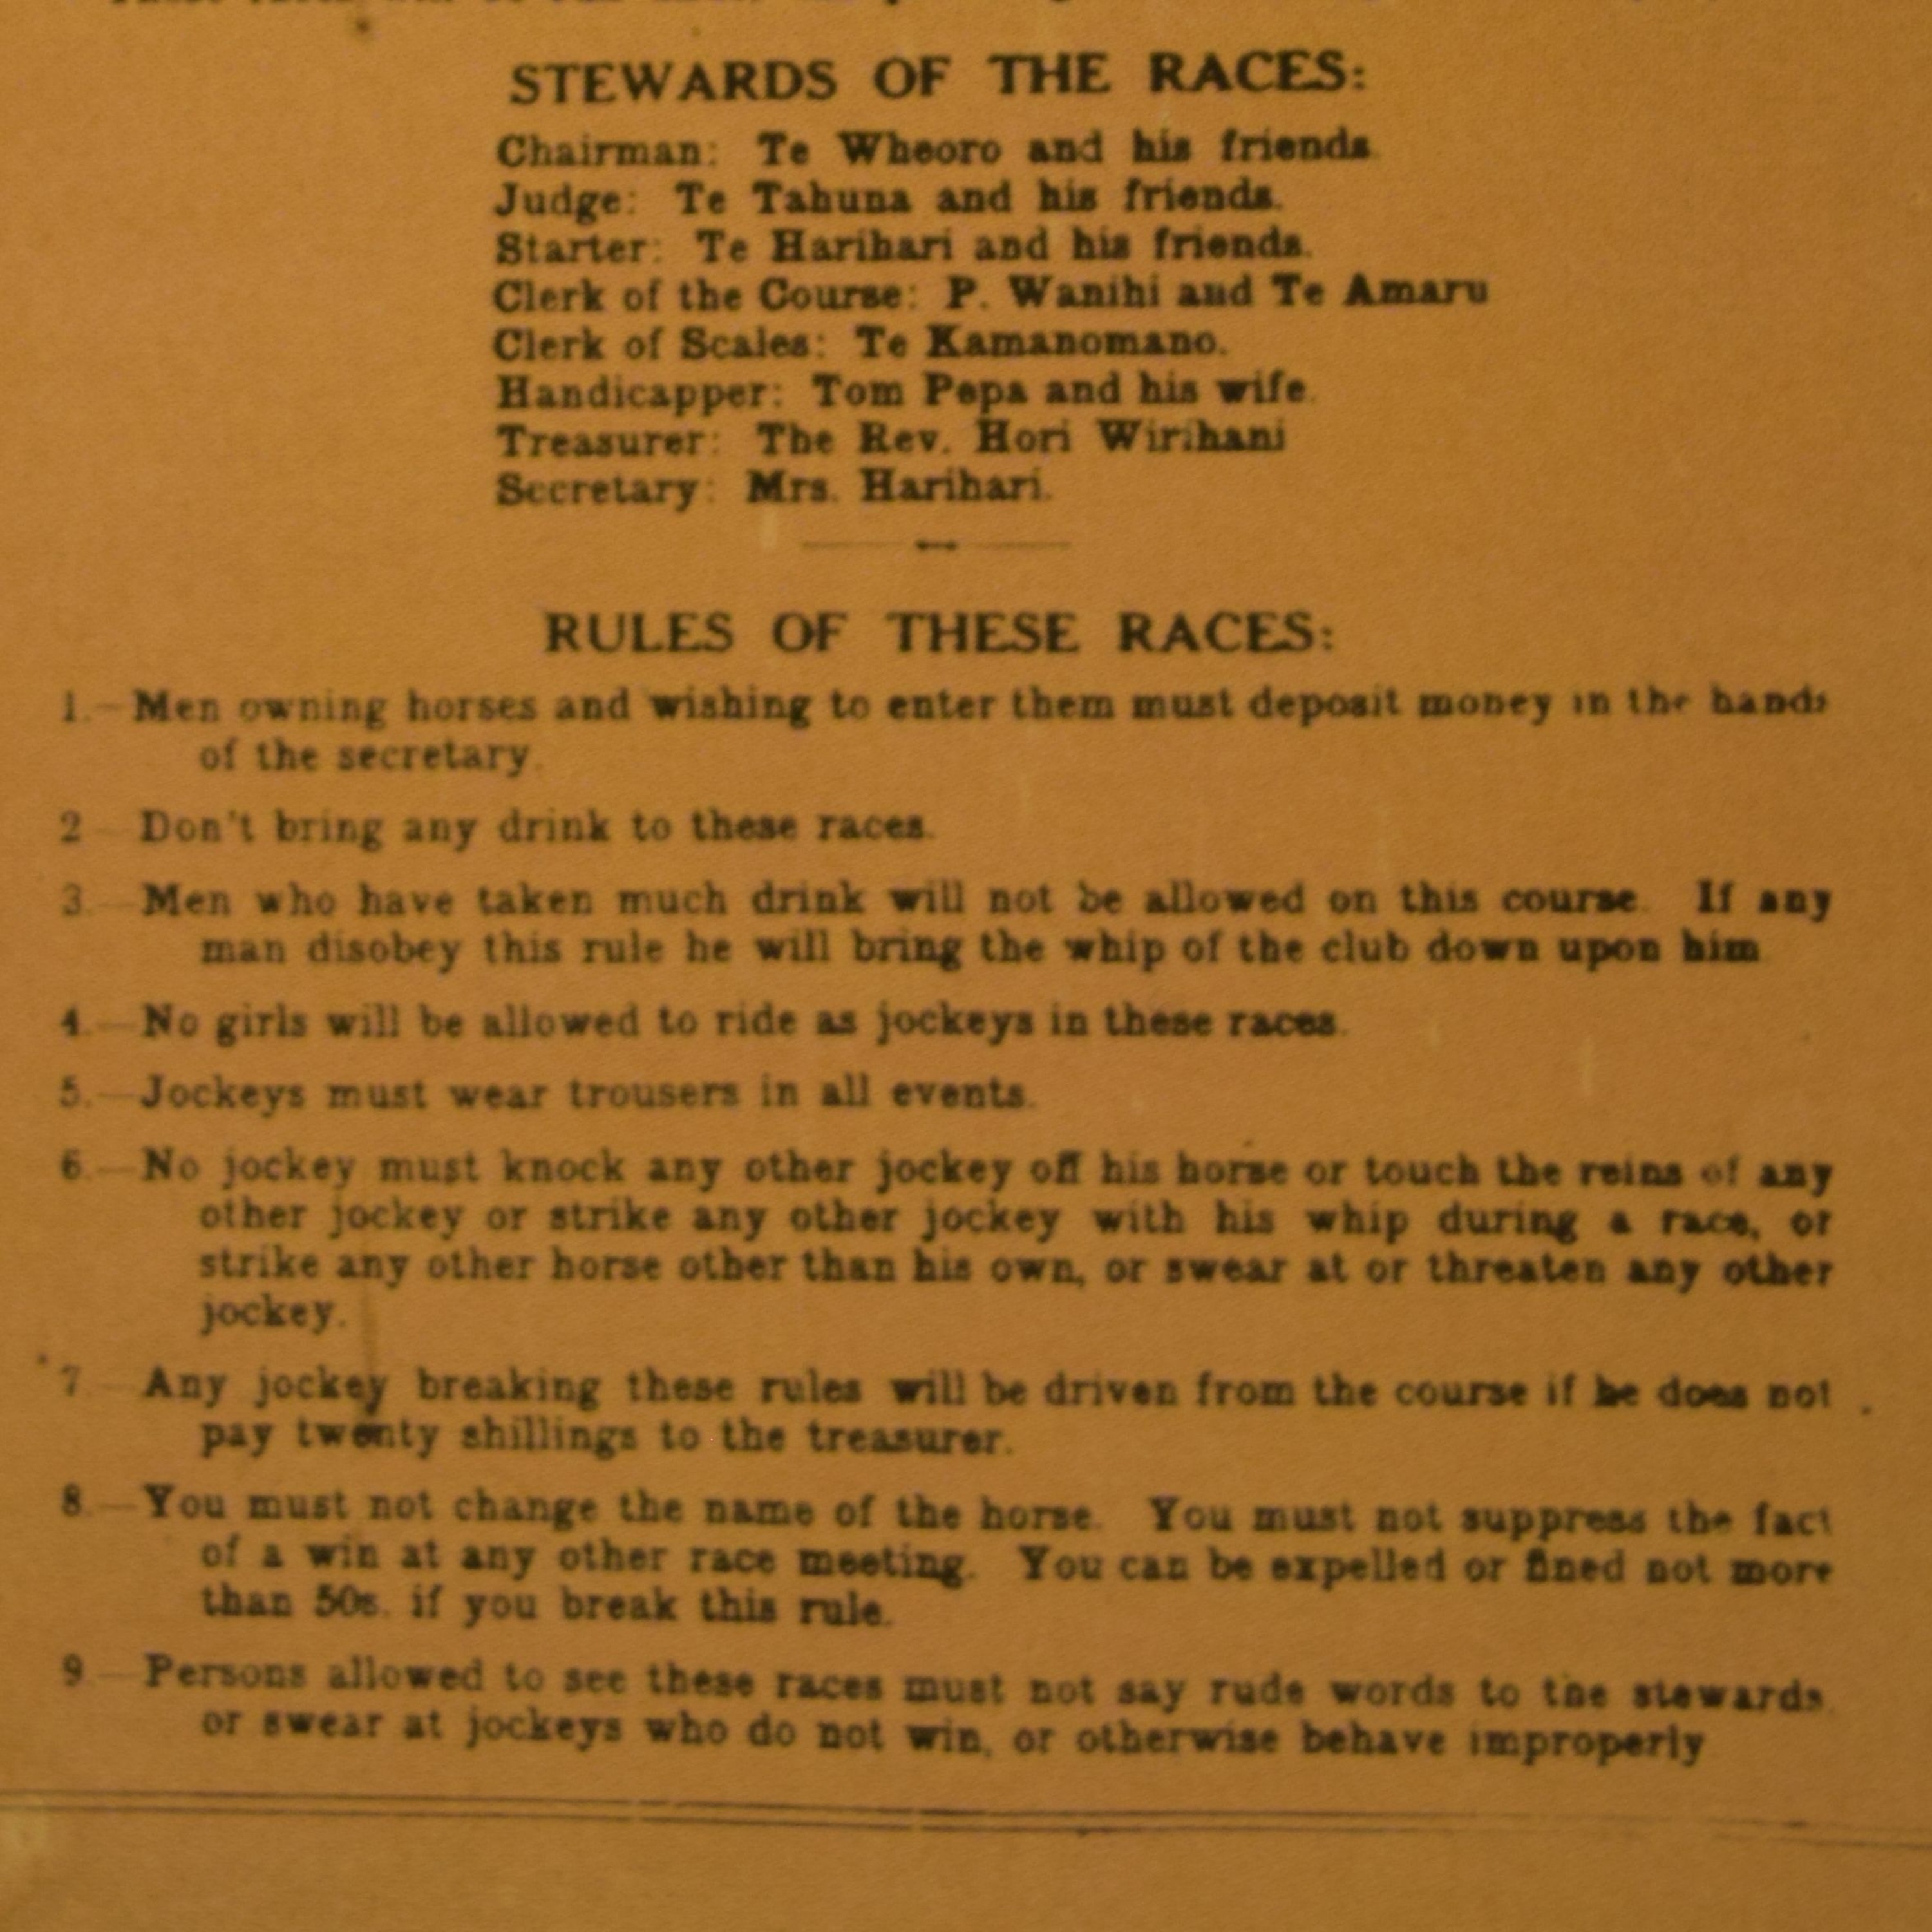 STEWARDS OF THE RACES:
Chairman: Te Wheoro and his friends.
Judge: Te Tahuna and his friends.
Starter: Te Harihari and his friends.
Clerk of the Course: P. Wanihi and Te Amaru
Clerk of Scales: Te Kamanomano.
Handicapper: Tom Pepa and his wife.
Treasurer: The Rev. Hori Wirihani
Secretary: Mrs. Harihari.
RULES OF THESE RACES:
1.—Men owning horses and wishing to enter them must deposit money in the hands
of the secretary.
2—Don't bring any drink to these races.
3.—Men who have taken much drink will not be allowed on this course. If any
man disobey this rule he will bring the whip of the club down upon him.
4.—No girls will be allowed to ride as jockeys in these races.
5.—Jockeys must wear trousers in all events.
6.—No jockey must knock any other jockey off his horse or touch the reins of any
other jockey or strike any other jockey with his whip during a race, or
strike any other horse other than his own, or swear at or threaten any other
jockey.
7.—Any jockey breaking these rules will be driven from the course if he does not
pay twenty shillings to the treasurer.
8.—You must not change the name of the horse. You must not suppress the fact
of a win at any other race meeting. You can be expelled or fined not more
than 50s. if you break this rule.
9—Persons allowed to see these races must not say rude words to the stewards,
or swear at jockeys who do not win, or otherwise behave improperly